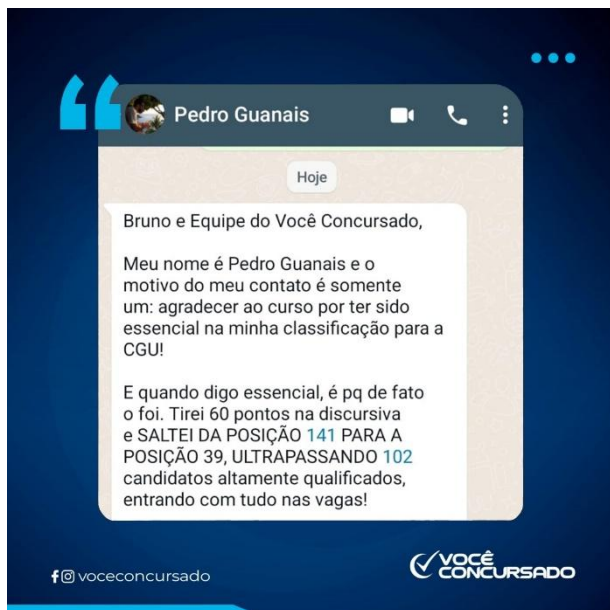 Pedro Guanais
Hoje
Bruno e Equipe do Você Concursado,
Meu nome é Pedro Guanais e o
motivo do meu contato é somente
um: agradecer ao curso por ter sido
essencial na minha classificação para a
CGU!
E quando digo essencial, é pq de fato
o foi. Tirei 60 pontos na discursiva
e SALTEI DA POSIÇÃO 141 PARA A
POSIÇÃO 39, ULTRAPASSANDO 102
candidatos altamente qualificados,
entrando com tudo nas vagas!
voceconcursado
VOCÊ
CONCURSADO